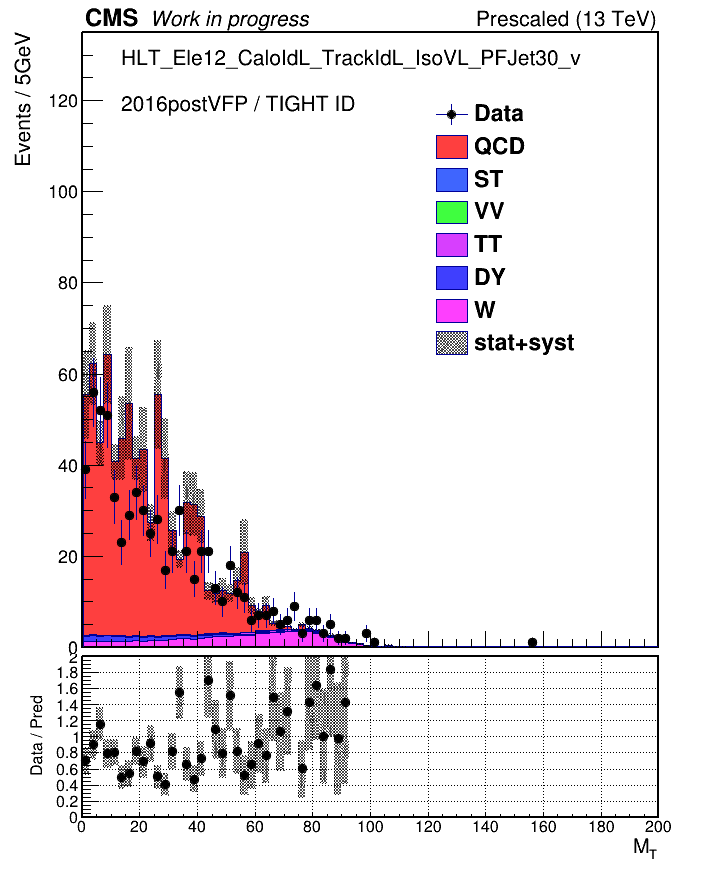 CMS Work in progress Prescaled (13 TeV)
HLT_Ele12_CaloIdL_TrackIdL_IsoVL_PFJet30_v
2016postVFP / TIGHT ID
Events / 5GeV
120
100
80
60
40
20
0
Data
QCD
ST
VV
TT
DY
W
stat+syst
Data / Pred
2
1.8
1.6
1.4
1.2
1
0.8
0.6
0.4
0.2
0
0 20 40 60 80 100 120 140 160 180 200
M_T